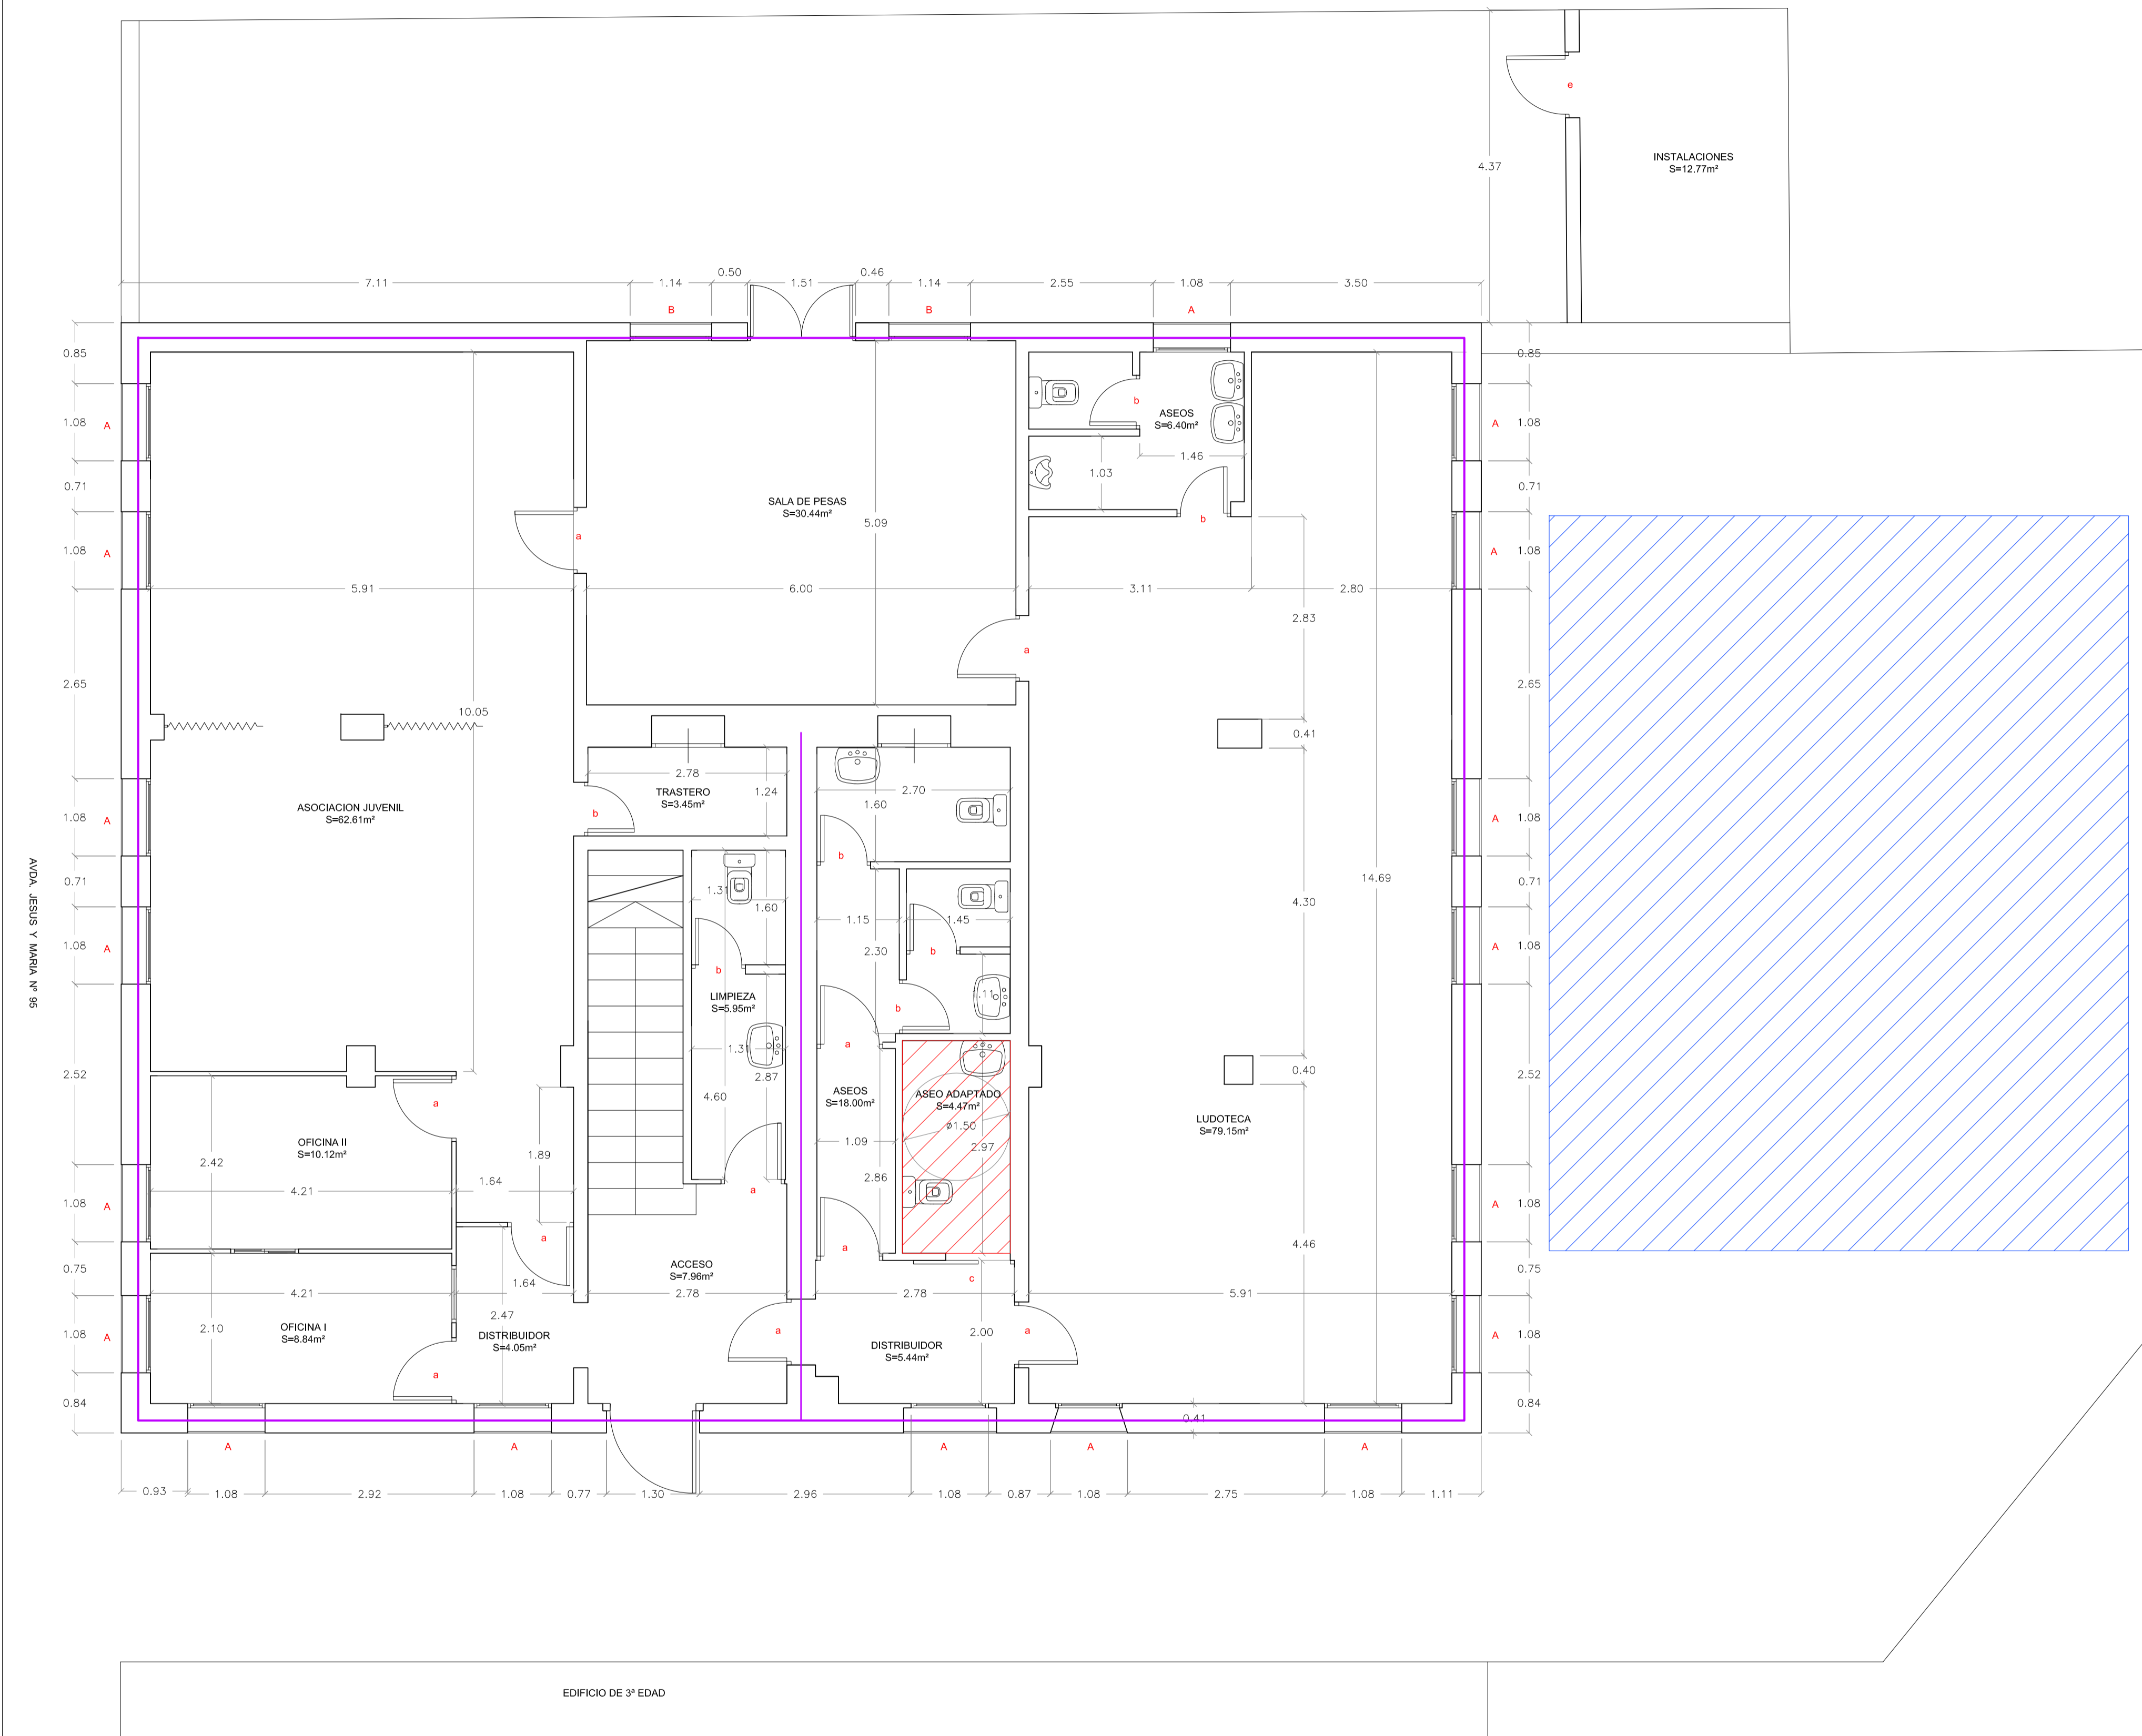 e
INSTALACIONES
S=12.77m²
4.37
7.11
1.14
0.50
1.51
0.46
1.14
2.55
1.08
3.50
B
B
A
0.85
1.08
A
0.71
1.08
A
2.65
1.08
A
0.71
1.08
A
2.52
1.08
A
0.75
1.08
A
0.84
AVDA. JESUS Y MARIA Nº 95
10.05
5.91
ASOCIACION JUVENIL
S=62.61m²
a
SALA DE PESAS
S=30.44m²
5.09
6.00
a
b
ASEOS
S=6.40m²
1.46
1.03
b
3.11
2.80
2.83
0.41
4.30
14.69
0.40
4.46
LUDOTECA
S=79.15m²
5.91
2.78
TRASTERO
S=3.45m²
1.24
b
2.70
1.60
b
1.15
1.45
2.30
b
1.11
b
1.31
1.60
b
LIMPIEZA
S=5.95m²
1.31
2.87
4.60
a
a
ASEOS
S=18.00m²
1.09
2.86
a
ASEO ADAPTADO
S=4.47m²
ø1.50
2.97
c
OFICINA II
S=10.12m²
2.42
4.21
a
1.64
1.89
a
1.64
4.21
OFICINA I
S=8.84m²
2.10
a
2.47
DISTRIBUIDOR
S=4.05m²
ACCESO
S=7.96m²
2.78
a
2.78
DISTRIBUIDOR
S=5.44m²
2.00
a
0.41
0.85
A
1.08
0.71
A
1.08
2.65
A
1.08
0.71
A
1.08
2.52
A
1.08
0.75
A
1.08
0.84
A
A
A
A
A
0.93
1.08
2.92
1.08
0.77
1.30
2.96
1.08
0.87
1.08
2.75
1.08
1.11
EDIFICIO DE 3ª EDAD